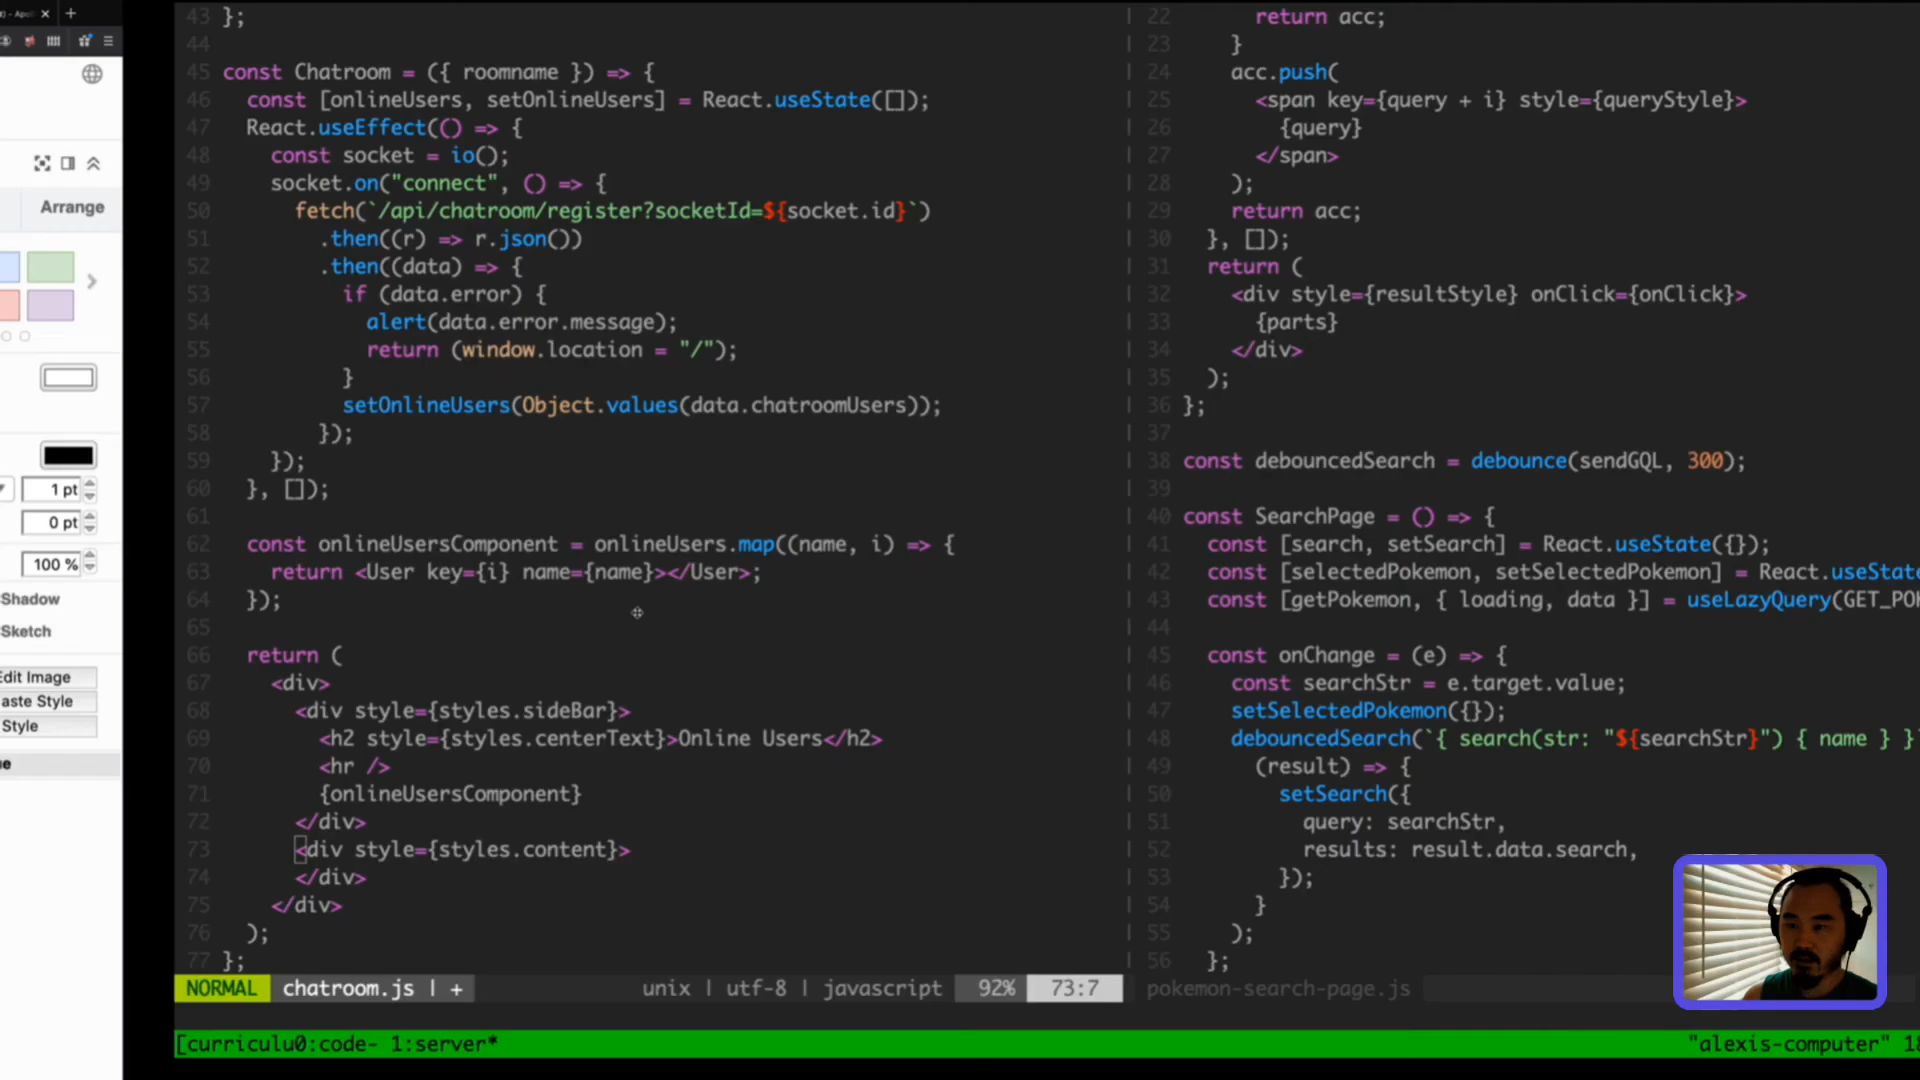 Arrange
1 pt
0 pt
100 %
Shadow
Sketch
Edit Image
aste Style
Style
43 };
44
45 const Chatroom = ({ roomname }) => {
46   const [onlineUsers, setOnlineUsers] = React.useState([]);
47   React.useEffect(() => {
48     const socket = io();
49     socket.on("connect", () => {
50       fetch(`/api/chatroom/register?socketId=${socket.id}`)
51         .then((r) => r.json())
52         .then((data) => {
53           if (data.error) {
54             alert(data.error.message);
55             return (window.location = "/");
56           }
57           setOnlineUsers(Object.values(data.chatroomUsers));
58         });
59     });
60   }, []);
61
62   const onlineUsersComponent = onlineUsers.map((name, i) => {
63     return <User key={i} name={name}></User>;
64   });
65
66   return (
67     <div>
68       <div style={styles.sideBar}>
69         <h2 style={styles.centerText}>Online Users</h2>
70         <hr />
71         {onlineUsersComponent}
72       </div>
73       <div style={styles.content}>
74       </div>
75     </div>
76   );
77 };
NORMAL chatroom.js | + unix | utf-8 | javascript 92% 73:7
22       return acc;
23     }
24     acc.push(
25       <span key={query + i} style={queryStyle}>
26         {query}
27       </span>
28     );
29     return acc;
30   }, []);
31   return (
32     <div style={resultStyle} onClick={onClick}>
33       {parts}
34     </div>
35   );
36 };
37
38 const debouncedSearch = debounce(sendGQL, 300);
39
40 const SearchPage = () => {
41   const [search, setSearch] = React.useState({});
42   const [selectedPokemon, setSelectedPokemon] = React.useState
43   const [getPokemon, { loading, data }] = useLazyQuery(GET_POK
44
45   const onChange = (e) => {
46     const searchStr = e.target.value;
47     setSelectedPokemon({});
48     debouncedSearch(`{ search(str: "${searchStr}") { name } }
49       (result) => {
50         setSearch({
51           query: searchStr,
52           results: result.data.search,
53         });
54       }
55     );
56   };
pokemon-search-page.js
[curriculu0:code- 1:server* "alexis-computer" 18